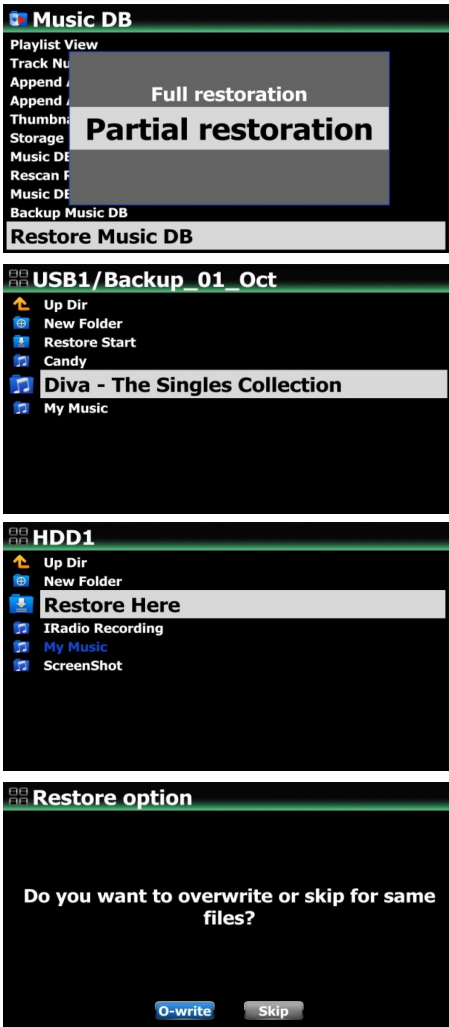 Music DB
Playlist View
Track Nu
Append
Full restoration
Append
Partial restoration
Thumbna
Storage
Music DB
Rescan
Music DB
Backup Music DB
Restore Music DB
USB1/Backup_01_Oct
Up Dir
New Folder
Restore Start
Candy
Diva - The Singles Collection
My Music
HDD1
Up Dir
New Folder
Restore Here
IRadio Recording
My Music
ScreenShot
Restore option
Do you want to overwrite or skip for same
files?
O-write Skip